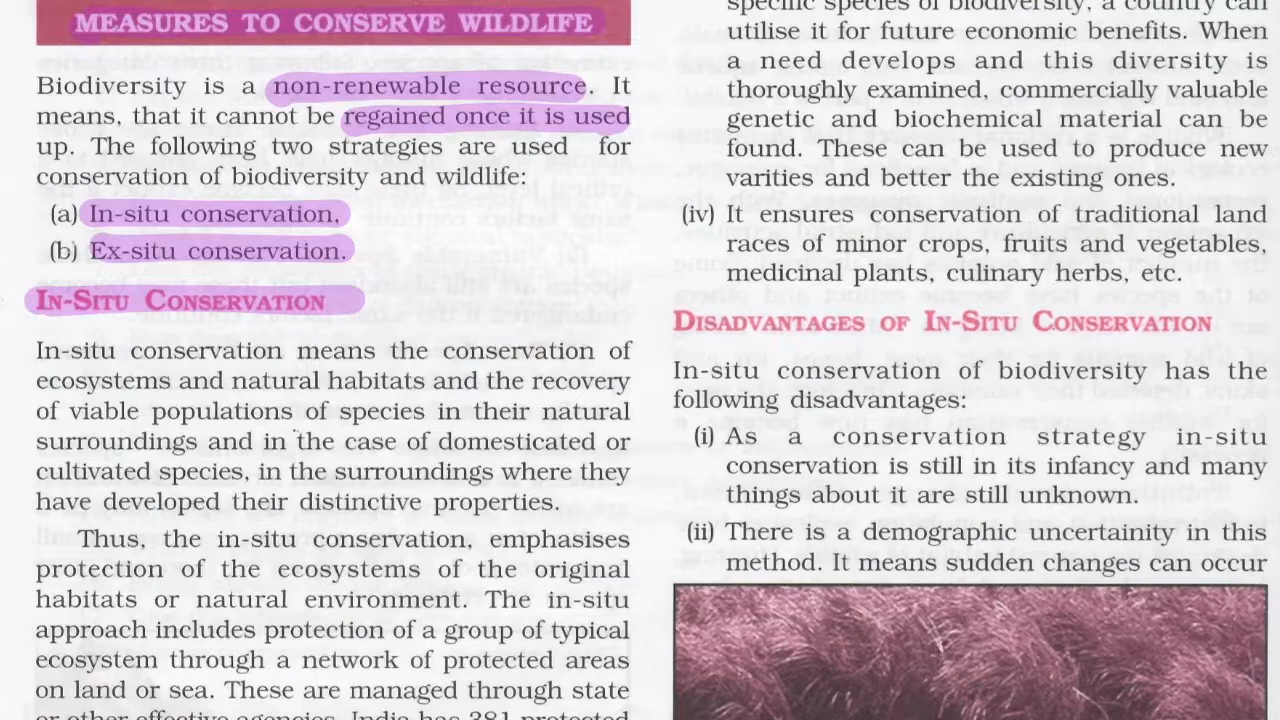 MEASURES TO CONSERVE WILDLIFE
Biodiversity is a non-renewable resource. It
means, that it cannot be regained once it is used
up. The following two strategies are used for
conservation of biodiversity and wildlife:
(a) In-situ conservation.
(b) Ex-situ conservation.
IN-SITU CONSERVATION
In-situ conservation means the conservation of
ecosystems and natural habitats and the recovery
of viable populations of species in their natural
surroundings and in the case of domesticated or
cultivated species, in the surroundings where they
have developed their distinctive properties.
Thus, the in-situ conservation, emphasises
protection of the ecosystems of the original
habitats or natural environment. The in-situ
approach includes protection of a group of typical
ecosystem through a network of protected areas
on land or sea. These are managed through state
or other effective agencies. India has 381 protected
specific species of biodiversity, a country can
utilise it for future economic benefits. When
a need develops and this diversity is
thoroughly examined, commercially valuable
genetic and biochemical material can be
found. These can be used to produce new
varities and better the existing ones.
(iv) It ensures conservation of traditional land
races of minor crops, fruits and vegetables,
medicinal plants, culinary herbs, etc.
DISADVANTAGES OF IN-SITU CONSERVATION
In-situ conservation of biodiversity has the
following disadvantages:
(i) As a conservation strategy in-situ
conservation is still in its infancy and many
things about it are still unknown.
(ii) There is a demographic uncertainty in this
method. It means sudden changes can occur